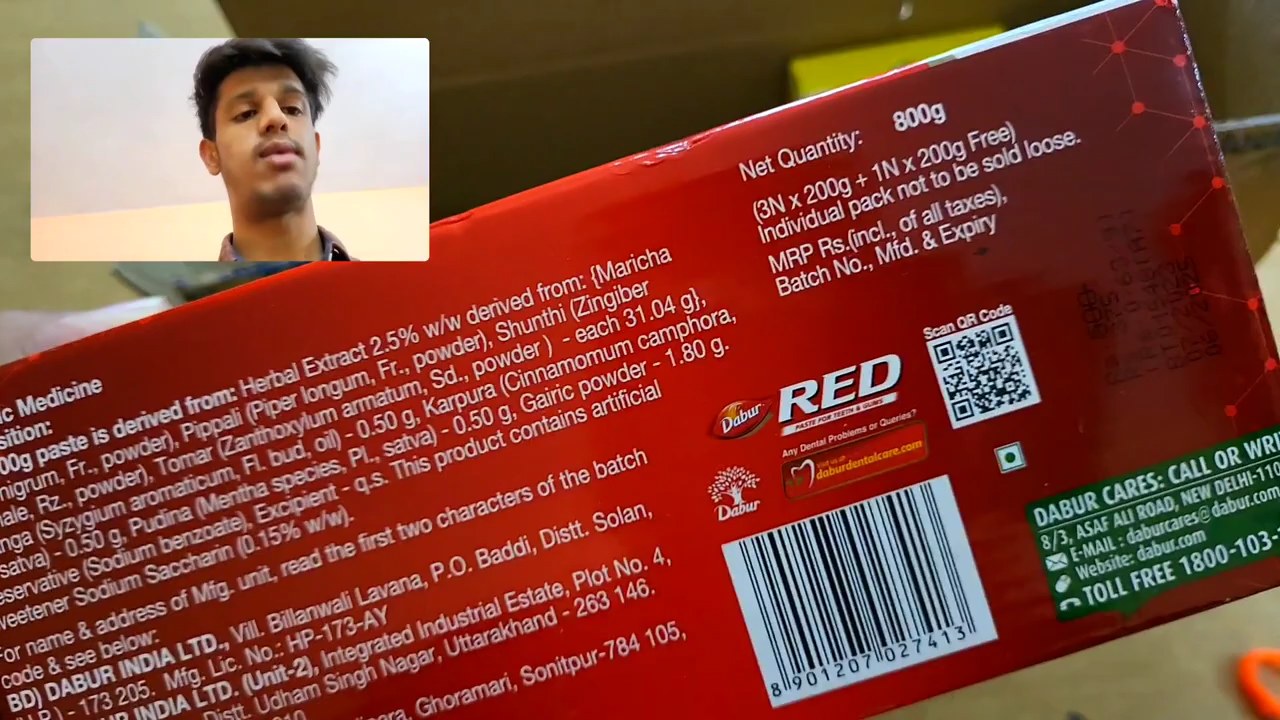 ic Medicine
sition:
00g paste is derived from: Herbal Extract 2.5% w/w derived from: {Maricha
nigrum, Fr., powder), Pippali (Piper longum, Fr., powder), Shunthi (Zingiber
nale, Rz., powder), Tomar (Zanthoxylum armatum, Sd., powder) - each 31.04 g},
nga (Syzygium aromaticum, Fl. bud, oil) - 0.50 g, Karpura (Cinnamomum camphora,
satva) - 0.50 g, Pudina (Mentha species, Pl., satva) - 0.50 g, Gairic powder - 1.80 g.
eservative (Sodium benzoate), Excipient - q.s. This product contains artificial
weetener Sodium Saccharin (0.15% w/w).
For name & address of Mfg. unit, read the first two characters of the batch
code & see below:
BD) DABUR INDIA LTD., Vill. Billanwali Lavana, P.O. Baddi, Distt. Solan,
(H.P.) - 173 205. Mfg. Lic. No.: HP-173-AY
UR INDIA LTD. (Unit-2), Integrated Industrial Estate, Plot No. 4,
Distt. Udham Singh Nagar, Uttarakhand - 263 146.
Ghoramari, Sonitpur-784 105,
Net Quantity: 800g
(3N x 200g + 1N x 200g Free)
Individual pack not to be sold loose.
MRP Rs.(incl., of all taxes),
Batch No., Mfd. & Expiry
Scan QR Code
Dabur RED
PASTE FOR TEETH & GUMS
Any Dental Problems or Queries?
Visit us at
daburdentalcare.com
Dabur
8 901207 027413
DABUR CARES: CALL OR WRI
8/3, ASAF ALI ROAD, NEW DELHI-110
E-MAIL : daburcares@dabur.com
Website: dabur.com
TOLL FREE 1800-103-